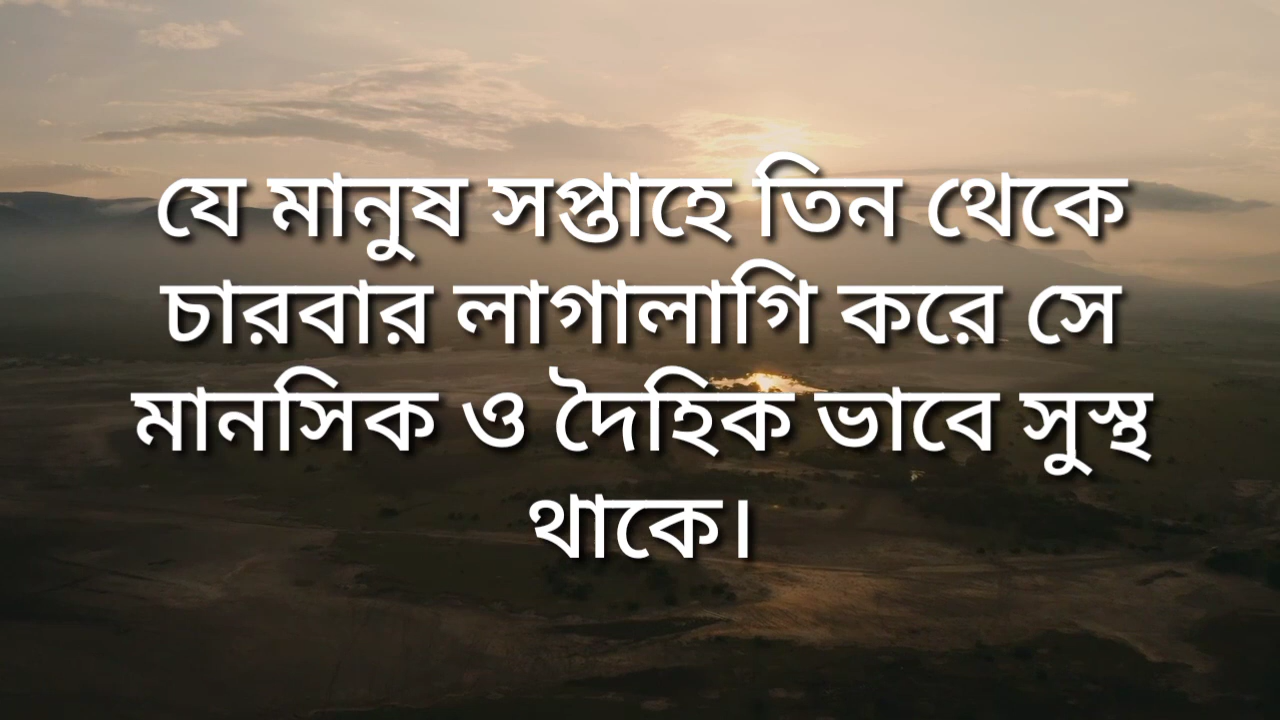 যে মানুষ সপ্তাহে তিন থেকে
চারবার লাগালাগি করে সে
মানসিক ও দৈহিক ভাবে সুস্থ
থাকে।